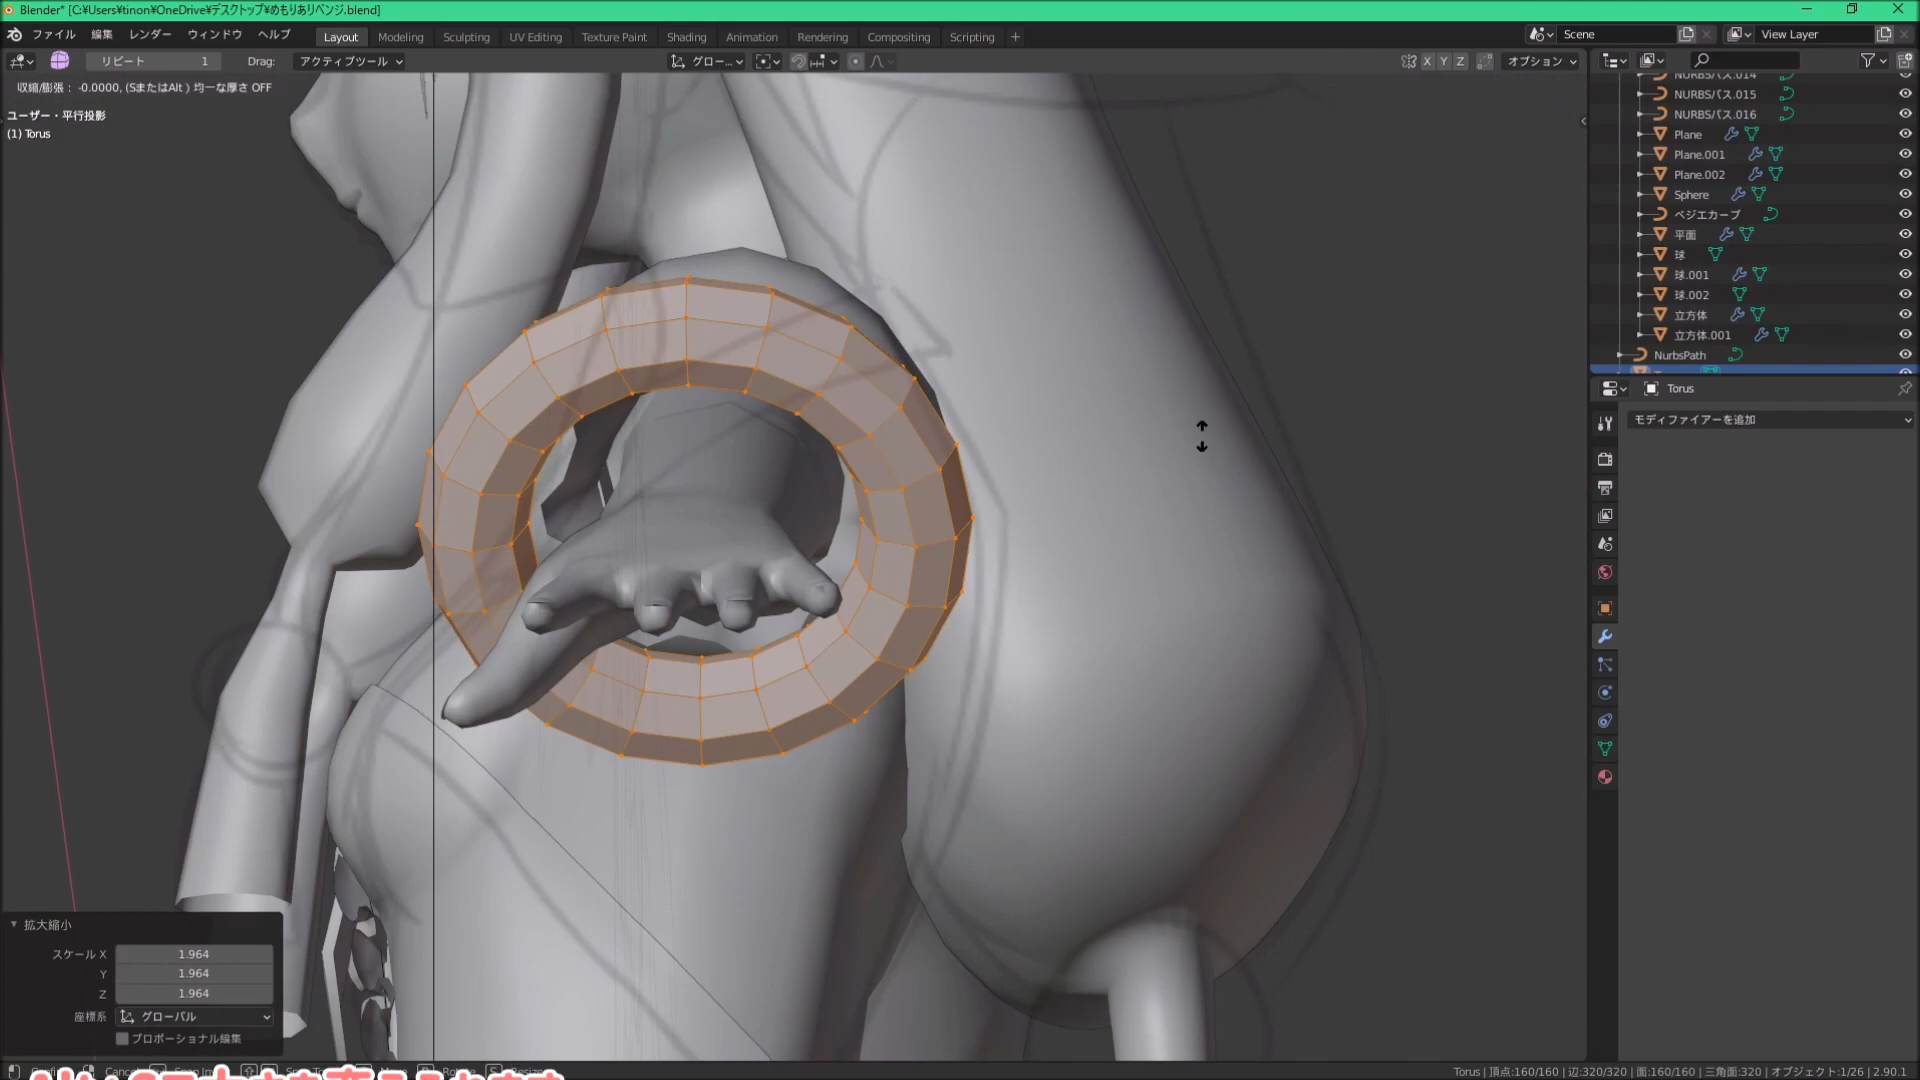 Blender* [C:¥Users¥tinon¥OneDrive¥デスクトップ¥めもりありベンジ.blend]
ファイル 編集 レンダー ウィンドウ ヘルプ Layout Modeling Sculpting UV Editing Texture Paint Shading Animation Rendering Compositing Scripting + Scene View Layer
リピート 1 Drag: アクティブツール グロー... X Y Z オプション
収縮/膨張： -0.0000, (SまたはAlt ) 均一な厚さ OFF
ユーザー・平行投影
(1) Torus
NURBSパス.014
NURBSパス.015
NURBSパス.016
Plane
Plane.001
Plane.002
Sphere
ベジエカーブ
平面
球
球.001
球.002
立方体
立方体.001
NurbsPath
Torus
モディファイアーを追加
拡大縮小
スケール X 1.964
Y 1.964
Z 1.964
座標系 グローバル
プロポーショナル編集
Torus | 頂点:160/160 | 辺:320/320 | 面:160/160 | 三角面:320 | オブジェクト:1/26 | 2.90.1